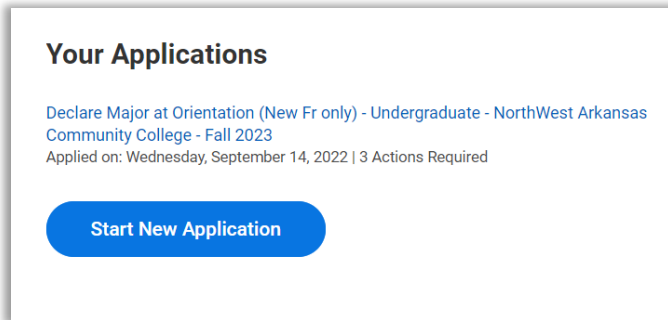 Your Applications
Declare Major at Orientation (New Fr only) - Undergraduate - NorthWest Arkansas
Community College - Fall 2023
Applied on: Wednesday, September 14, 2022 | 3 Actions Required
Start New Application